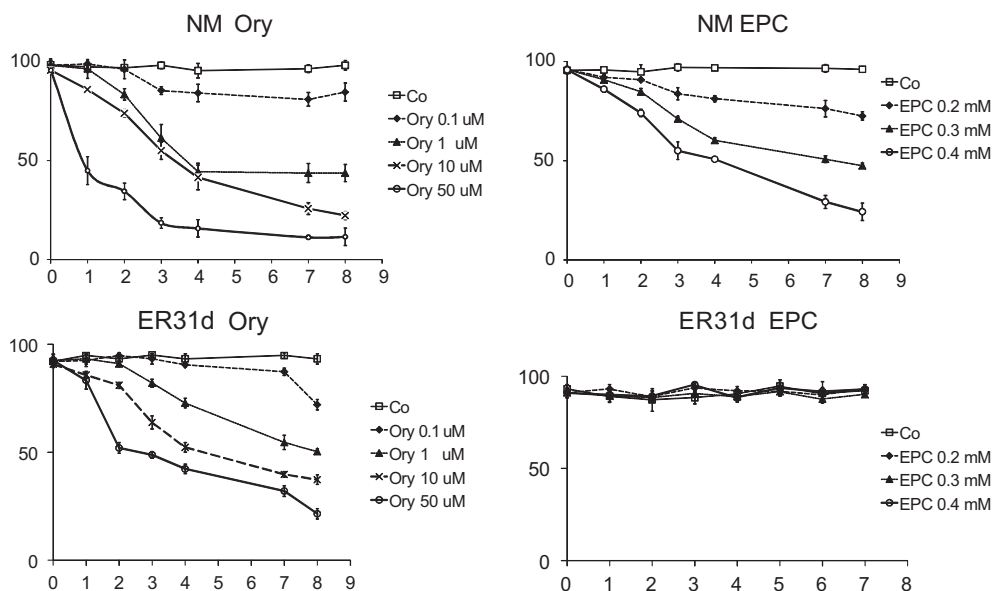 NM Ory
100
50
0
0 1 2 3 4 5 6 7 8 9
Co
Ory 0.1 uM
Ory 1 uM
Ory 10 uM
Ory 50 uM
NM EPC
100
50
0
0 1 2 3 4 5 6 7 8 9
Co
EPC 0.2 mM
EPC 0.3 mM
EPC 0.4 mM
ER31d Ory
100
50
0
0 1 2 3 4 5 6 7 8 9
Co
Ory 0.1 uM
Ory 1 uM
Ory 10 uM
Ory 50 uM
ER31d EPC
100
50
0
0 1 2 3 4 5 6 7 8
Co
EPC 0.2 mM
EPC 0.3 mM
EPC 0.4 mM